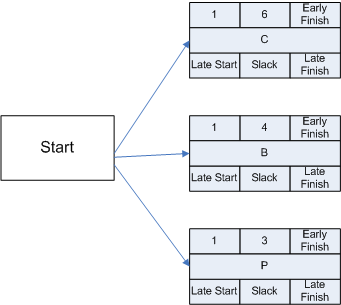 Start
1 6 Early Finish
C
Late Start Slack Late Finish
1 4 Early Finish
B
Late Start Slack Late Finish
1 3 Early Finish
P
Late Start Slack Late Finish